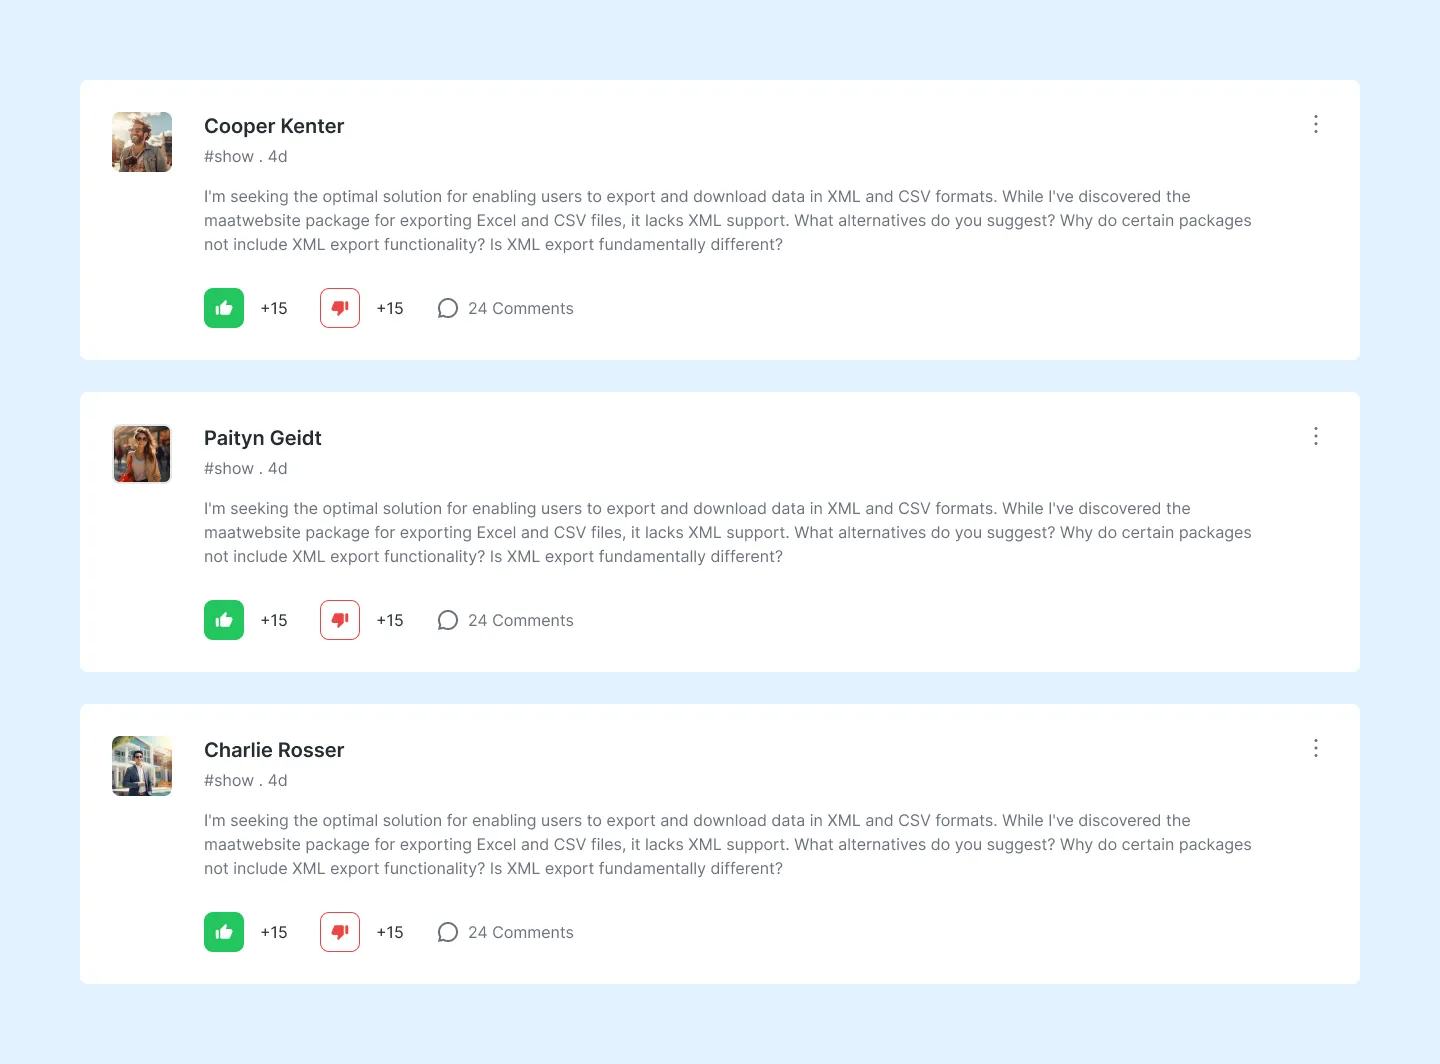 Cooper Kenter
#show . 4d
I'm seeking the optimal solution for enabling users to export and download data in XML and CSV formats. While I've discovered the
maatwebsite package for exporting Excel and CSV files, it lacks XML support. What alternatives do you suggest? Why do certain packages
not include XML export functionality? Is XML export fundamentally different?
+15 +15 24 Comments
Paityn Geidt
#show . 4d
I'm seeking the optimal solution for enabling users to export and download data in XML and CSV formats. While I've discovered the
maatwebsite package for exporting Excel and CSV files, it lacks XML support. What alternatives do you suggest? Why do certain packages
not include XML export functionality? Is XML export fundamentally different?
+15 +15 24 Comments
Charlie Rosser
#show . 4d
I'm seeking the optimal solution for enabling users to export and download data in XML and CSV formats. While I've discovered the
maatwebsite package for exporting Excel and CSV files, it lacks XML support. What alternatives do you suggest? Why do certain packages
not include XML export functionality? Is XML export fundamentally different?
+15 +15 24 Comments